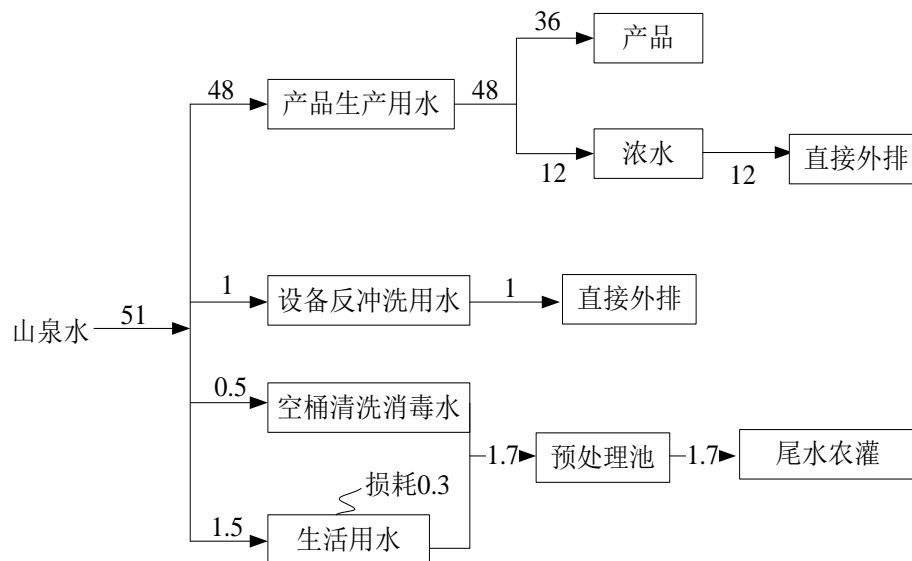 36
产品
48
产品生产用水
48
12
浓水
12
直接外排
1
设备反冲洗用水
1
直接外排
山泉水
51
0.5
空桶清洗消毒水
1.7
预处理池
1.7
尾水农灌
损耗0.3
1.5
生活用水